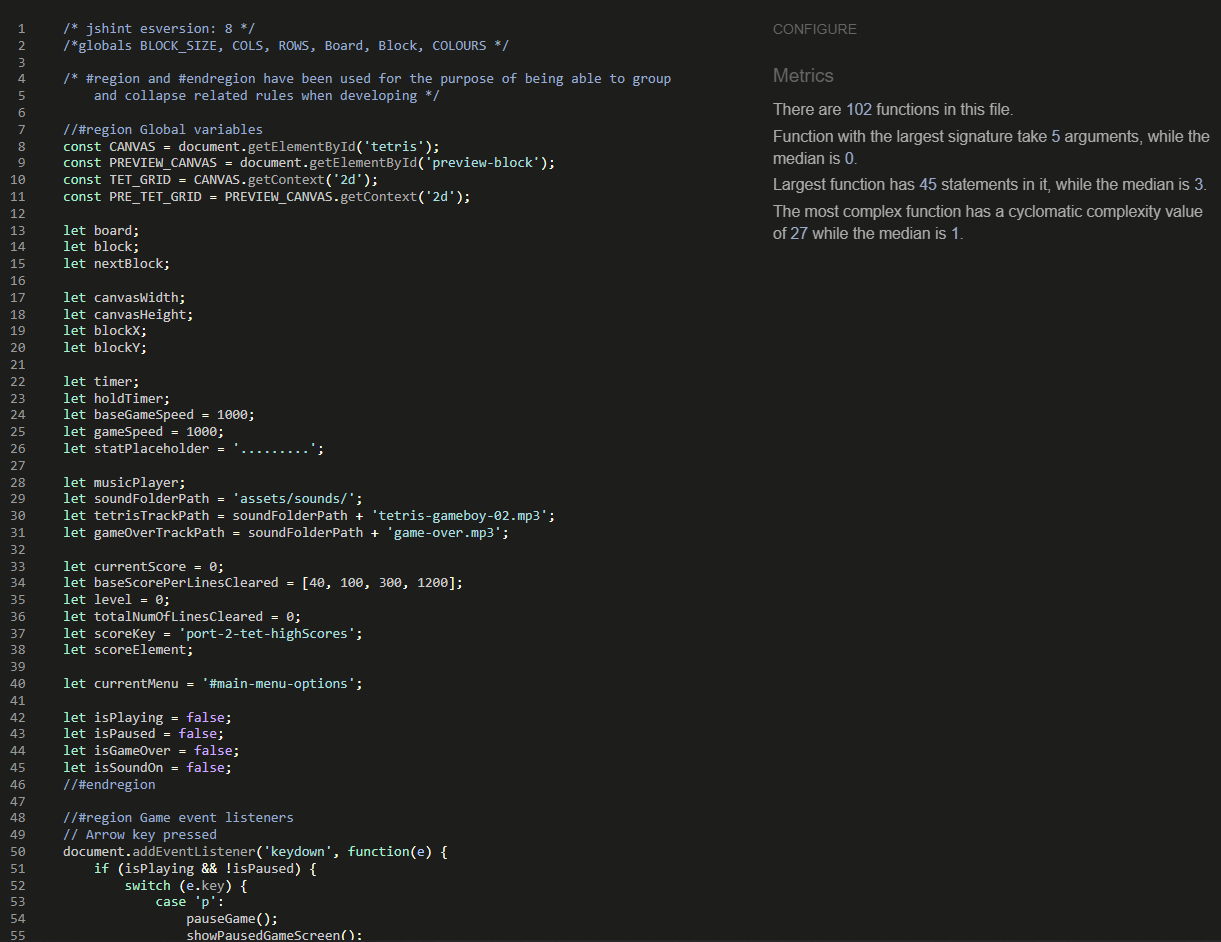 1 /* jshint esversion: 8 */
2 /*globals BLOCK_SIZE, COLS, ROWS, Board, Block, COLOURS */
3
4 /* #region and #endregion have been used for the purpose of being able to group
5     and collapse related rules when developing */
6
7 //#region Global variables
8 const CANVAS = document.getElementById('tetris');
9 const PREVIEW_CANVAS = document.getElementById('preview-block');
10 const TET_GRID = CANVAS.getContext('2d');
11 const PRE_TET_GRID = PREVIEW_CANVAS.getContext('2d');
12
13 let board;
14 let block;
15 let nextBlock;
16
17 let canvasWidth;
18 let canvasHeight;
19 let blockX;
20 let blockY;
21
22 let timer;
23 let holdTimer;
24 let baseGameSpeed = 1000;
25 let gameSpeed = 1000;
26 let statPlaceholder = '.........';
27
28 let musicPlayer;
29 let soundFolderPath = 'assets/sounds/';
30 let tetrisTrackPath = soundFolderPath + 'tetris-gameboy-02.mp3';
31 let gameOverTrackPath = soundFolderPath + 'game-over.mp3';
32
33 let currentScore = 0;
34 let baseScorePerLinesCleared = [40, 100, 300, 1200];
35 let level = 0;
36 let totalNumOfLinesCleared = 0;
37 let scoreKey = 'port-2-tet-highScores';
38 let scoreElement;
39
40 let currentMenu = '#main-menu-options';
41
42 let isPlaying = false;
43 let isPaused = false;
44 let isGameOver = false;
45 let isSoundOn = false;
46 //#endregion
47
48 //#region Game event listeners
49 // Arrow key pressed
50 document.addEventListener('keydown', function(e) {
51     if (isPlaying && !isPaused) {
52         switch (e.key) {
53             case 'p':
54                 pauseGame();
55                 showPausedGameScreen();
CONFIGURE
Metrics
There are 102 functions in this file.
Function with the largest signature take 5 arguments, while the
median is 0.
Largest function has 45 statements in it, while the median is 3.
The most complex function has a cyclomatic complexity value
of 27 while the median is 1.